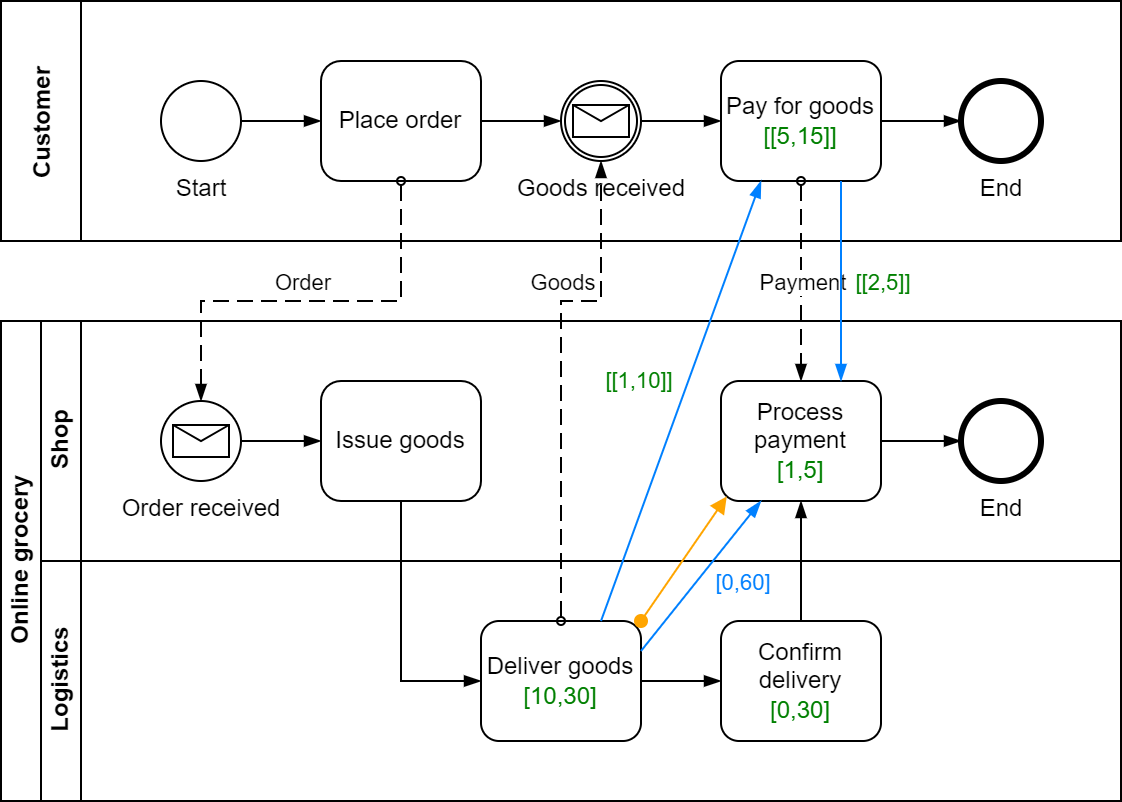 Customer
Place order
Pay for goods
[[5,15]]
Start
Goods received
End
Order
Goods
Payment
[[2,5]]
Online grocery
Shop
[[1,10]]
Issue goods
Process
payment
[1,5]
Order received
End
Logistics
[0,60]
Deliver goods
[10,30]
Confirm
delivery
[0,30]